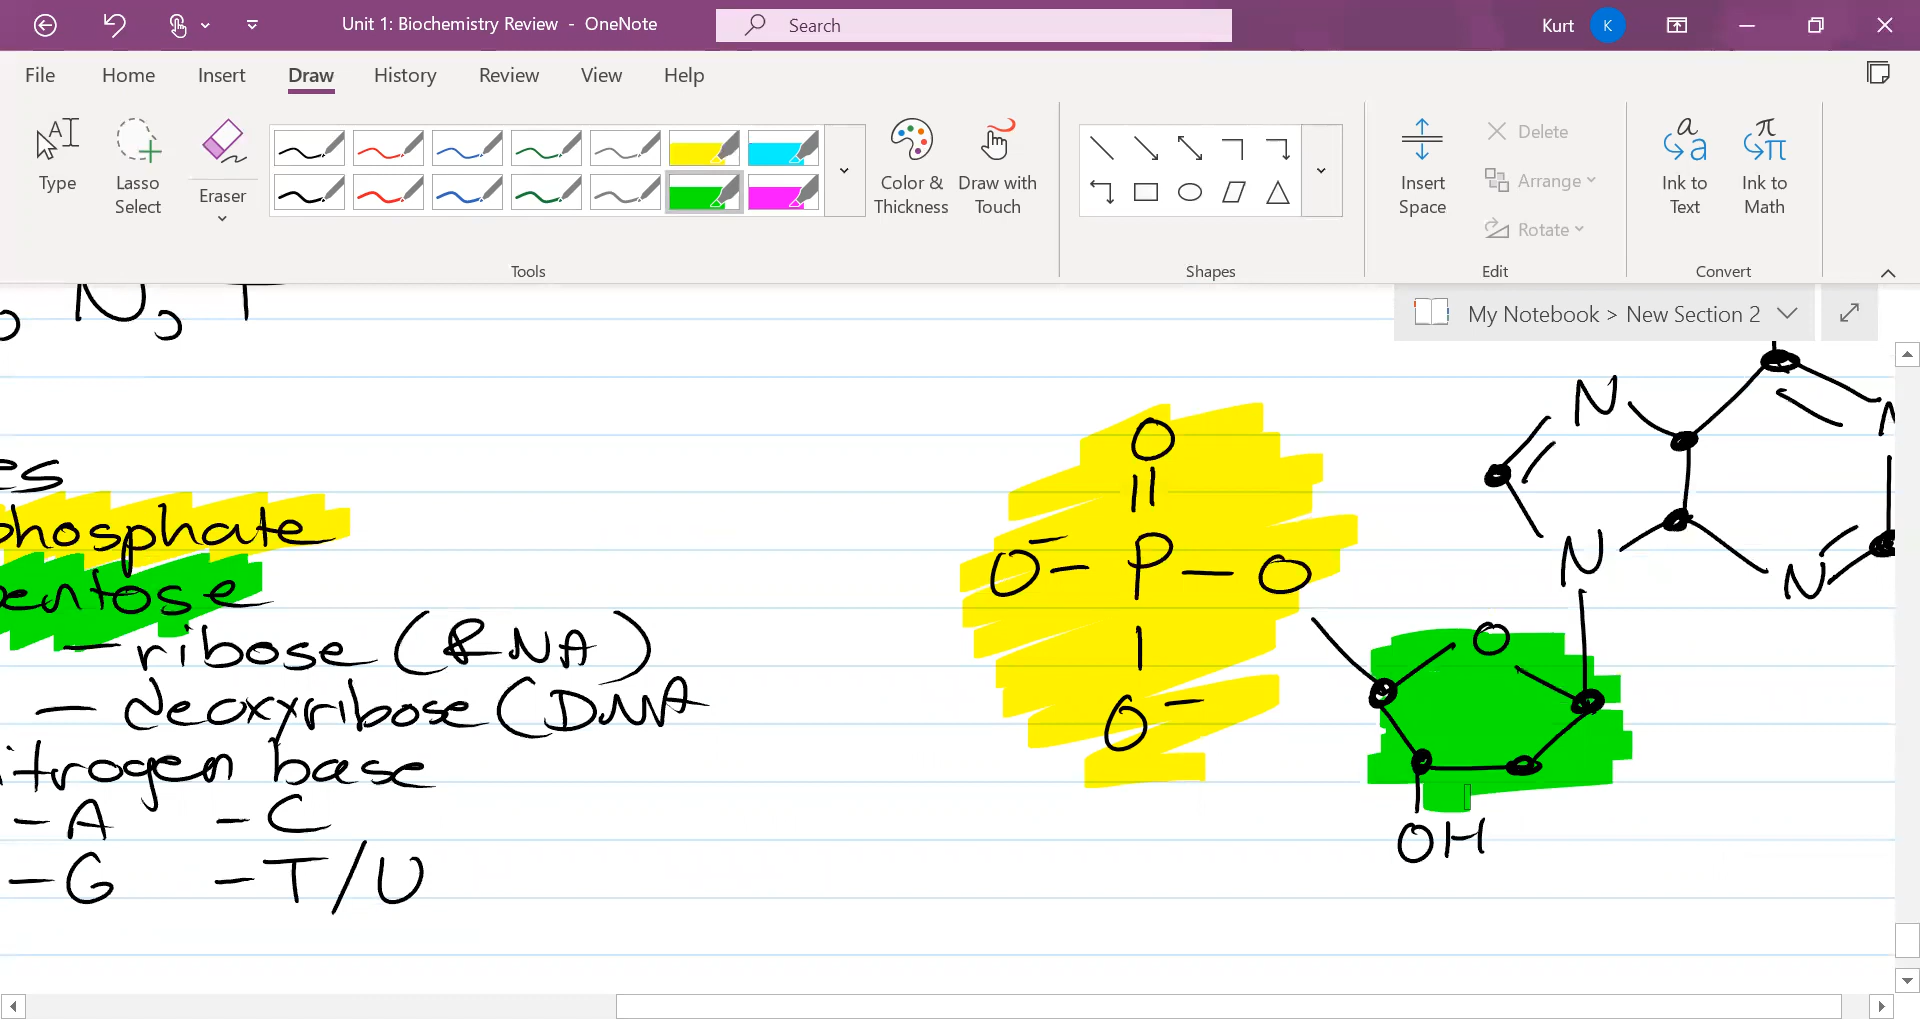 Unit 1: Biochemistry Review - OneNote
Search
Kurt
K
File Home Insert Draw History Review View Help
Type
Lasso Select
Eraser
Color & Thickness
Draw with Touch
Insert Space
Delete
Arrange
Rotate
Ink to Text
Ink to Math
Tools
Shapes
Edit
Convert
My Notebook > New Section 2
, N,
es
phosphate
entose
- ribose (RNA)
- deoxyribose (DNA
itrogen base
- A - C
- G - T/U
O
O⁻ - P - O
O⁻
N
N
N
O
OH